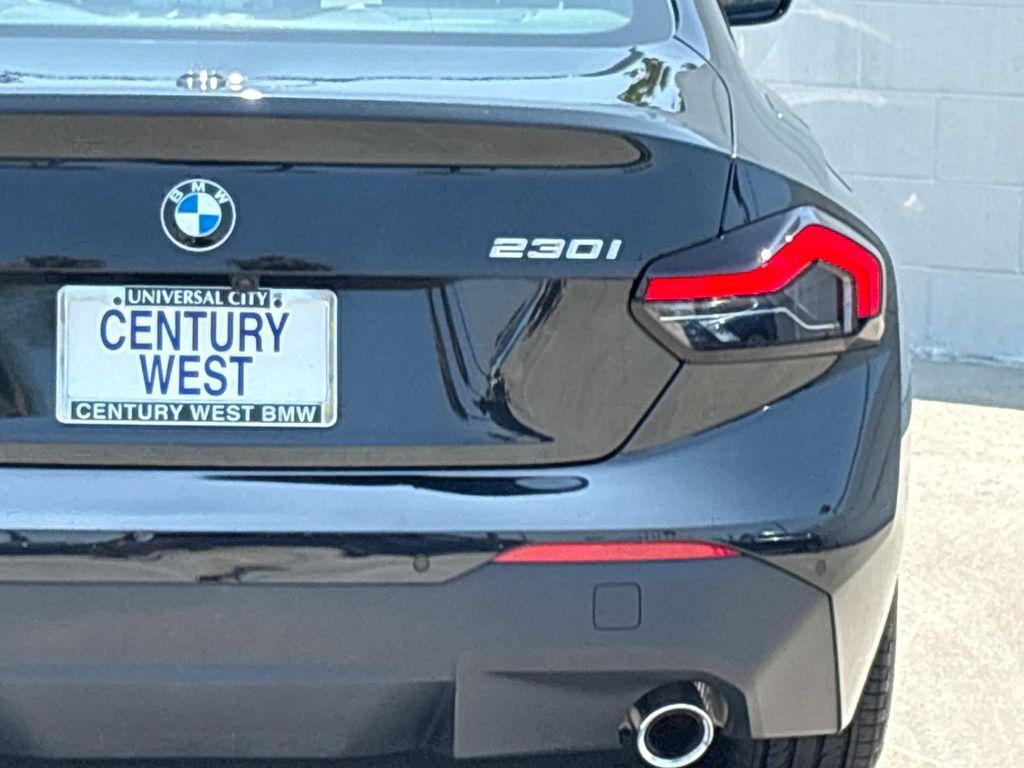 BMW
230i
UNIVERSAL CITY
CENTURY
WEST
CENTURY WEST BMW